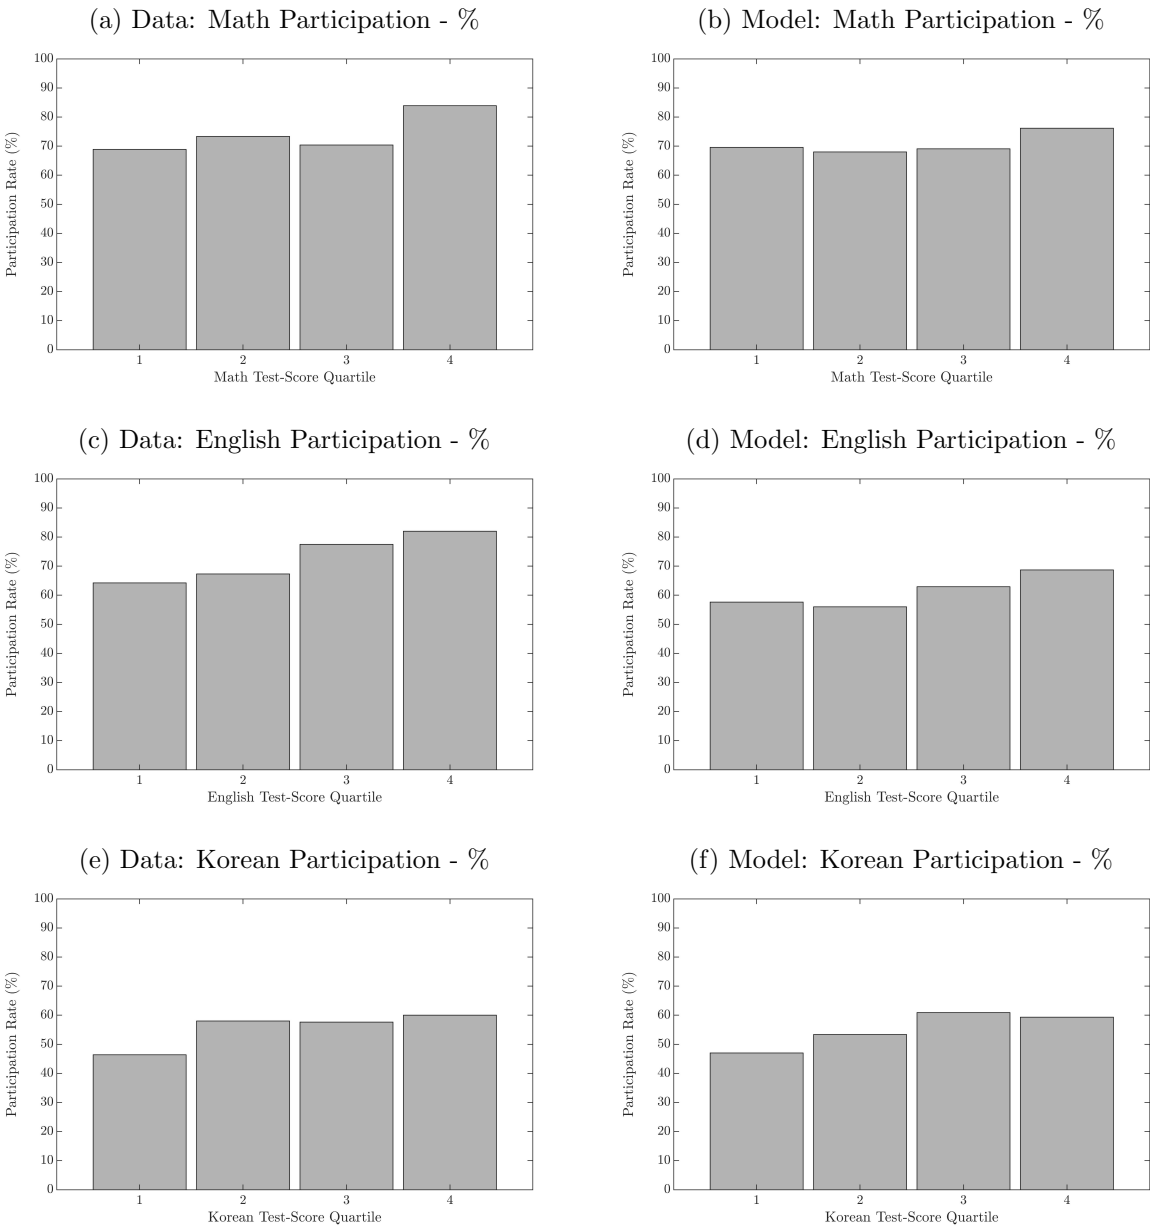 (a) Data: Math Participation - %
100
90
80
70
60
50
40
30
20
10
0
Participation Rate (%)
1 2 3 4
Math Test-Score Quartile
(b) Model: Math Participation - %
100
90
80
70
60
50
40
30
20
10
0
Participation Rate (%)
1 2 3 4
Math Test-Score Quartile
(c) Data: English Participation - %
100
90
80
70
60
50
40
30
20
10
0
Participation Rate (%)
1 2 3 4
English Test-Score Quartile
(d) Model: English Participation - %
100
90
80
70
60
50
40
30
20
10
0
Participation Rate (%)
1 2 3 4
English Test-Score Quartile
(e) Data: Korean Participation - %
100
90
80
70
60
50
40
30
20
10
0
Participation Rate (%)
1 2 3 4
Korean Test-Score Quartile
(f) Model: Korean Participation - %
100
90
80
70
60
50
40
30
20
10
0
Participation Rate (%)
1 2 3 4
Korean Test-Score Quartile